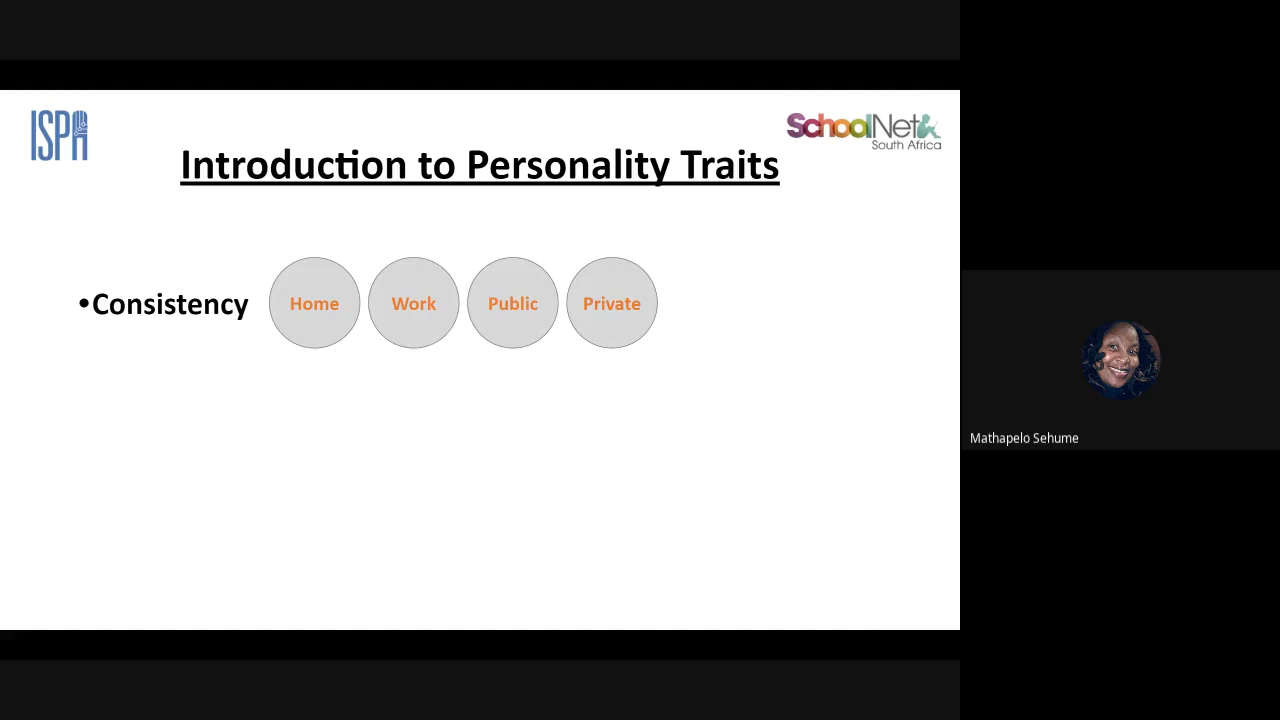 ISPA
SchoolNet
South Africa
Introduction to Personality Traits
•Consistency
Home
Work
Public
Private
Mathapelo Sehume